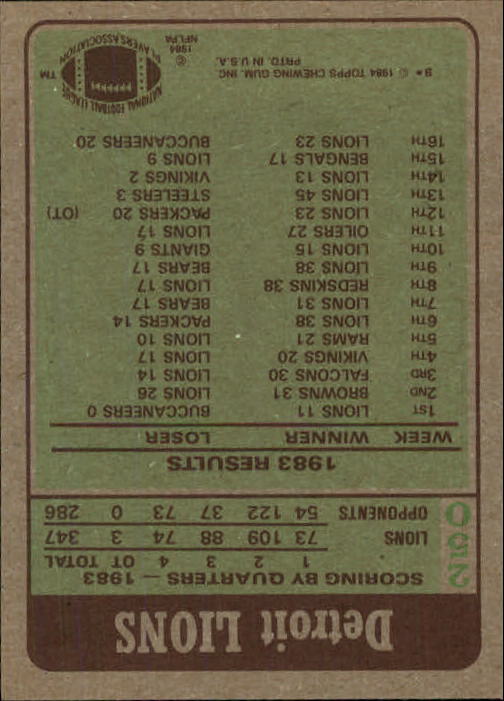 Detroit LIONS
250
SCORING BY QUARTERS — 1983
1 2 3 4 OT TOTAL
LIONS 73 109 88 74 3 347
OPPONENTS 54 122 37 73 0 286
1983 RESULTS
WEEK WINNER LOSER
1ST LIONS 11 BUCCANEERS 0
2ND BROWNS 31 LIONS 26
3RD FALCONS 30 LIONS 14
4TH VIKINGS 20 LIONS 17
5TH RAMS 21 LIONS 10
6TH LIONS 38 PACKERS 14
7TH LIONS 31 BEARS 17
8TH REDSKINS 38 LIONS 17
9TH LIONS 38 BEARS 17
10TH LIONS 15 GIANTS 9
11TH OILERS 27 LIONS 17
12TH LIONS 23 PACKERS 20 (OT)
13TH LIONS 45 STEELERS 3
14TH LIONS 13 VIKINGS 2
15TH BENGALS 17 LIONS 9
16TH LIONS 23 BUCCANEERS 20
9• © 1984 TOPPS CHEWING GUM, INC.
PRTD. IN U.S.A.
© 1984 NFLPA
NATIONAL FOOTBALL LEAGUE PLAYERS ASSOCIATION
TM